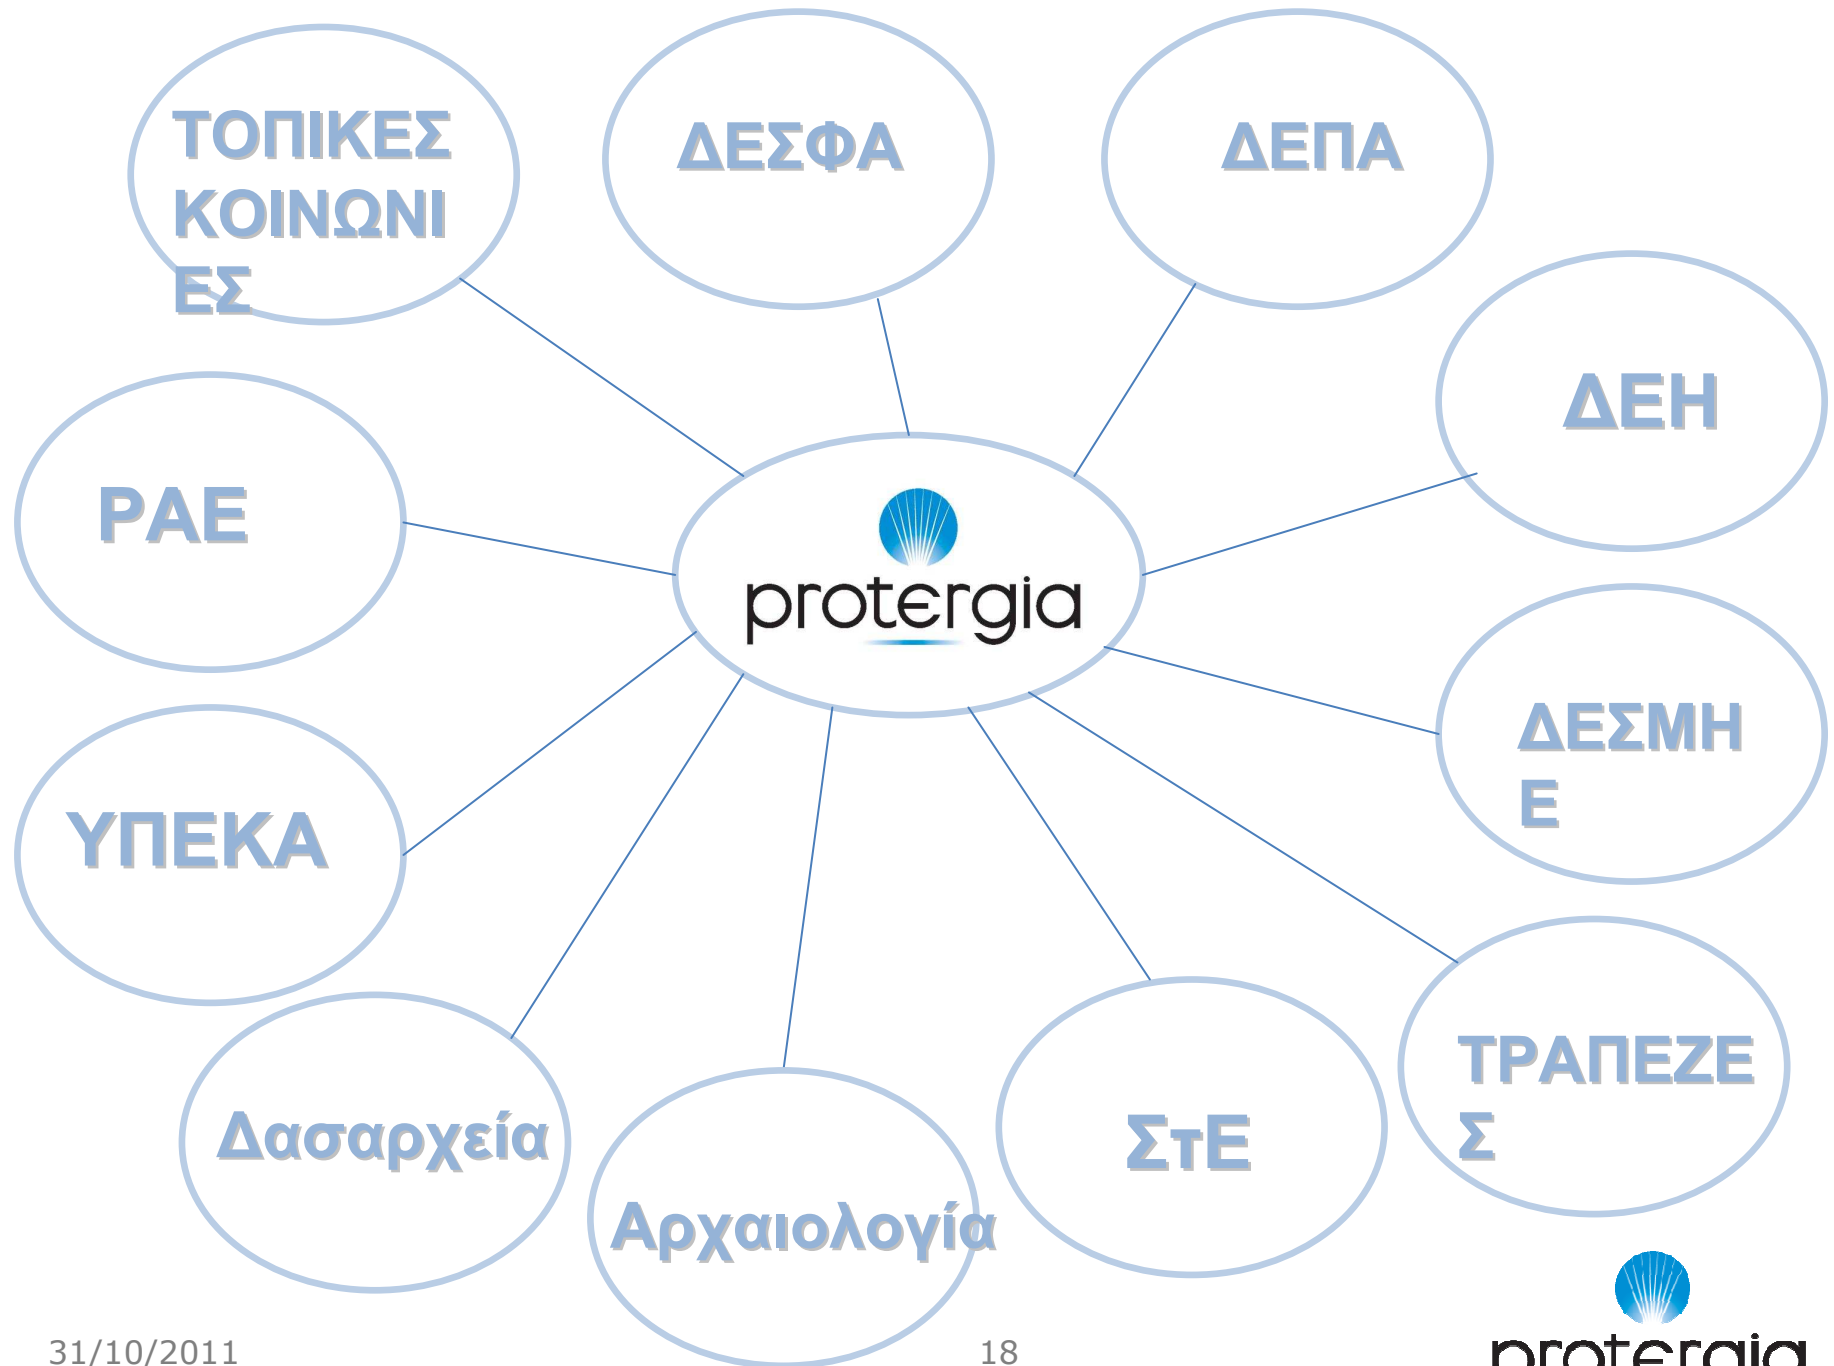 ΤΟΠΙΚΕΣ
ΚΟΙΝΩΝΙ
ΕΣ
ΔΕΣΦΑ
ΔΕΠΑ
ΔΕΗ
ΡΑΕ
protergia
ΥΠΕΚΑ
ΔΕΣΜΗ
Ε
ΤΡΑΠΕΖΕ
Σ
Δασαρχεία
Αρχαιολογία
ΣτΕ
31/10/2011
18
protergia